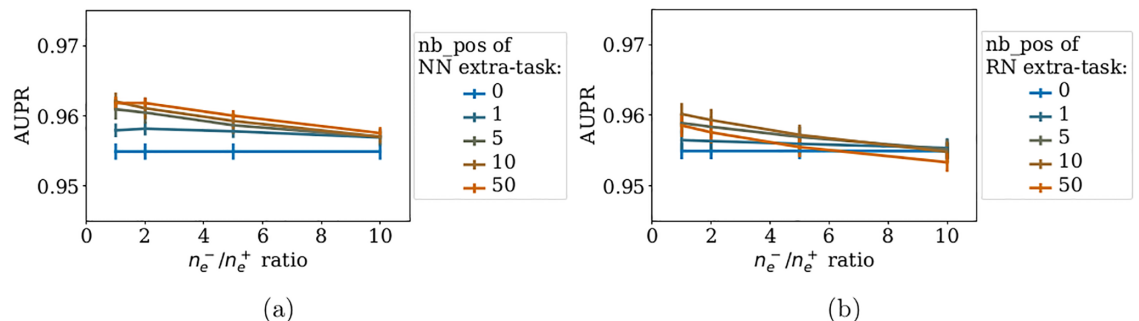 0.97
0.96
0.95
AUPR
0 2 4 6 8 10
n_e^-/n_e^+ ratio
nb_pos of
NN extra-task:
0
1
5
10
50
(a)
0.97
0.96
0.95
AUPR
0 2 4 6 8 10
n_e^-/n_e^+ ratio
nb_pos of
RN extra-task:
0
1
5
10
50
(b)